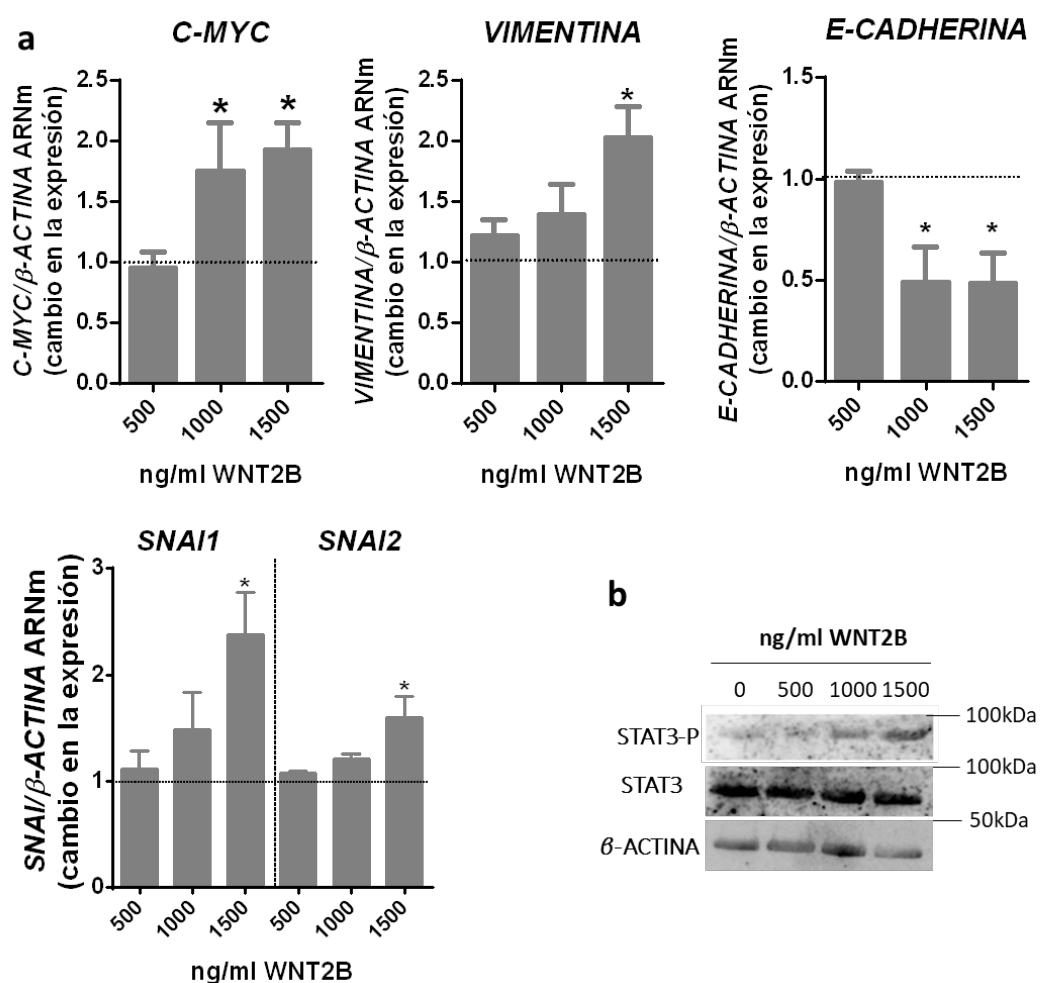 a
C-MYC
C-MYC/β-ACTINA ARNm
(cambio en la expresión)
2.5
2.0
1.5
1.0
0.5
0.0
* *
500 1000 1500
ng/ml WNT2B
VIMENTINA
VIMENTINA/β-ACTINA ARNm
(cambio en la expresión)
2.5
2.0
1.5
1.0
0.5
0.0
*
500 1000 1500
ng/ml WNT2B
E-CADHERINA
E-CADHERINA/β-ACTINA ARNm
(cambio en la expresión)
1.5
1.0
0.5
0.0
* *
500 1000 1500
ng/ml WNT2B
SNAI1 SNAI2
SNAI/β-ACTINA ARNm
(cambio en la expresión)
3
2
1
0
* *
500 1000 1500 500 1000 1500
ng/ml WNT2B
b
ng/ml WNT2B
0 500 1000 1500
STAT3-P
100kDa
STAT3
100kDa
β-ACTINA
50kDa